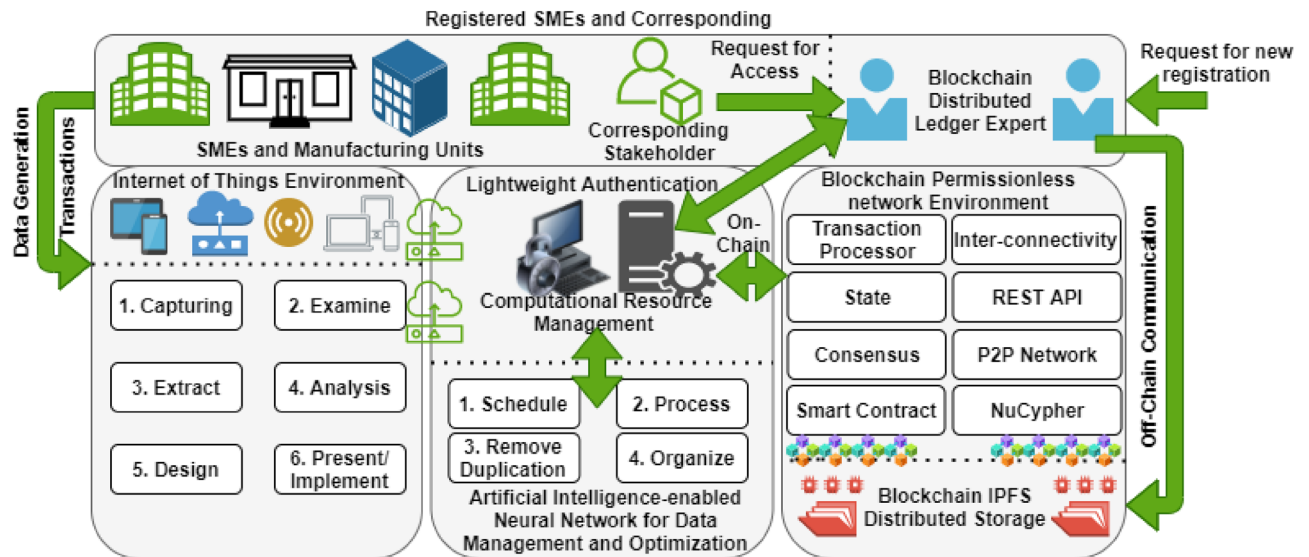 Registered SMEs and Corresponding
Request for
Access
Blockchain
Distributed
Ledger Expert
Request for new
registration
SMEs and Manufacturing Units
Corresponding
Stakeholder
Data Generation
Transactions
Internet of Things Environment
1. Capturing
2. Examine
3. Extract
4. Analysis
5. Design
6. Present/
Implement
Lightweight Authentication
On-
Chain
Computational Resource
Management
1. Schedule
2. Process
3. Remove
Duplication
4. Organize
Artificial Intelligence-enabled
Neural Network for Data
Management and Optimization
Blockchain Permissionless
network Environment
Transaction
Processor
Inter-connectivity
State
REST API
Consensus
P2P Network
Smart Contract
NuCypher
Blockchain IPFS
Distributed Storage
Off-Chain Communication